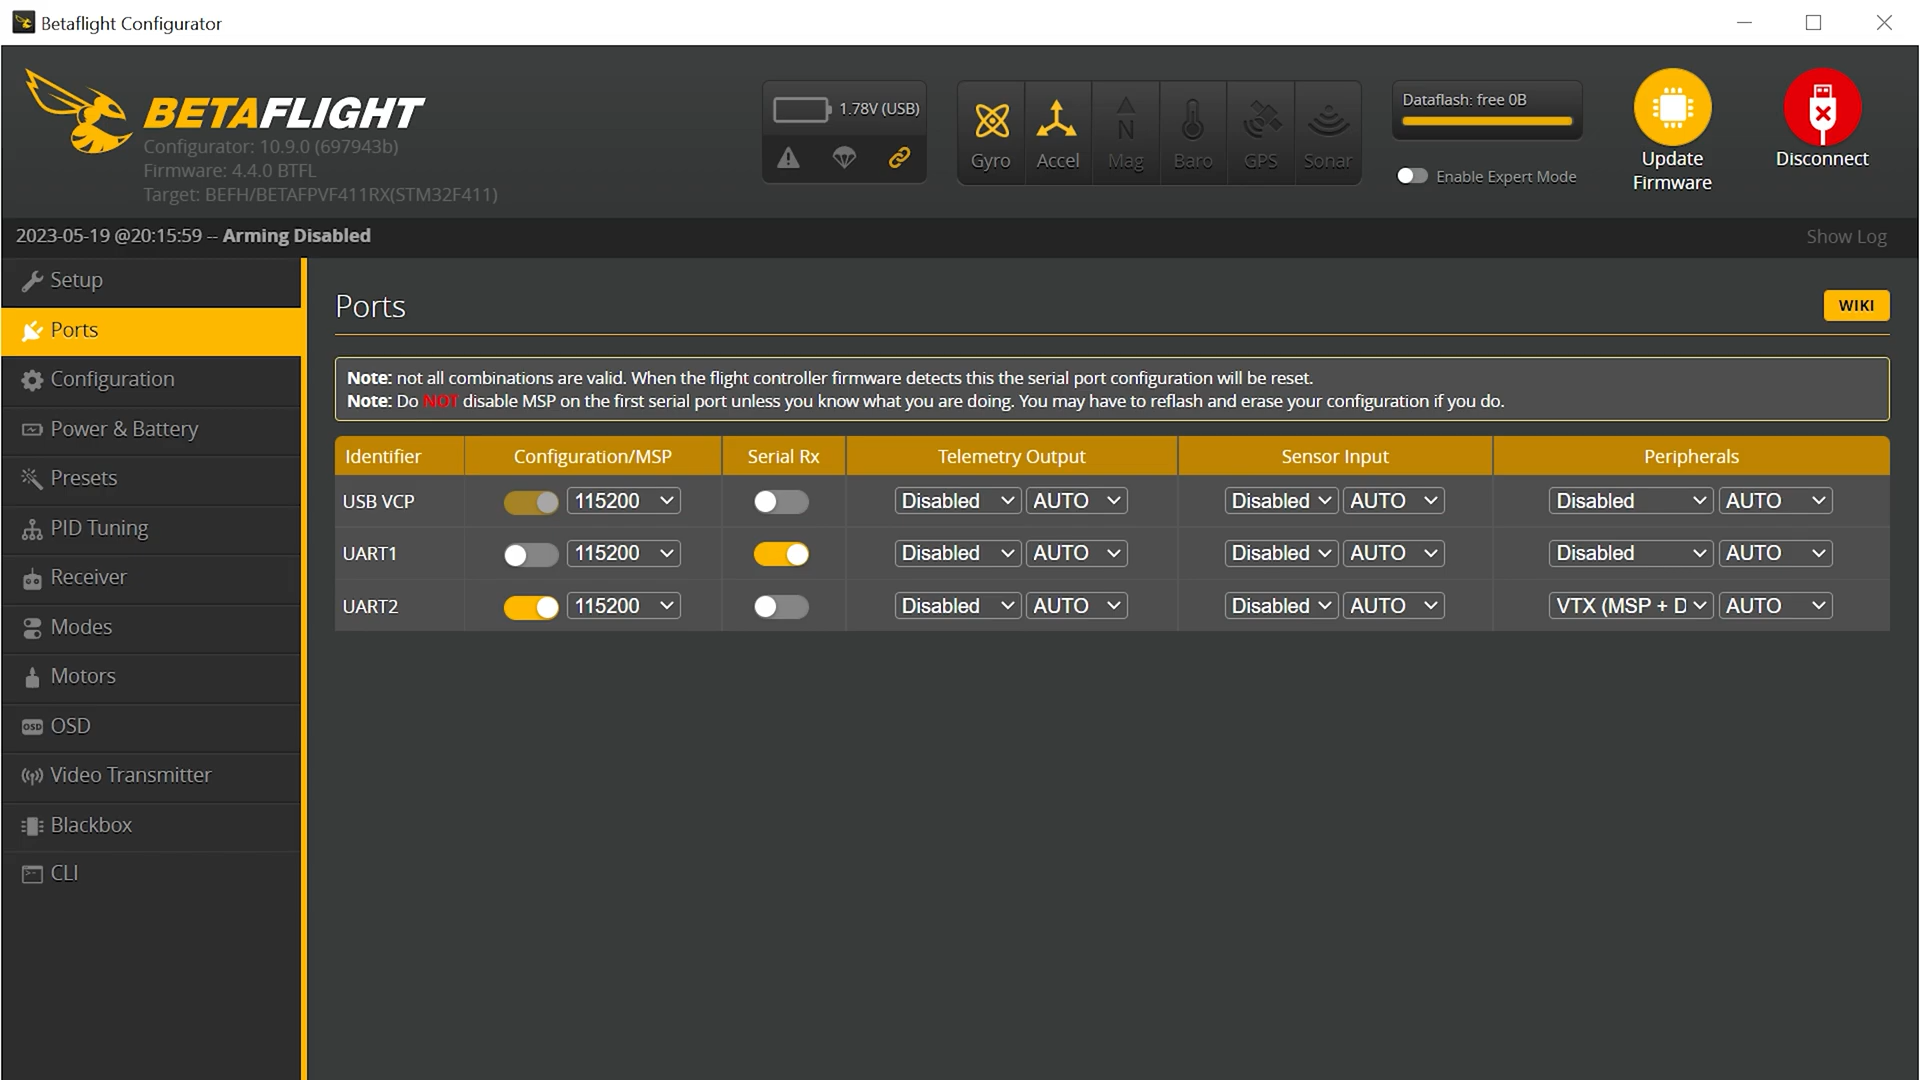 Betaflight Configurator
BETAFLIGHT
Configurator: 10.9.0 (697943b)
Firmware: 4.4.0 BTFL
Target: BEFH/BETAFPVF411RX(STM32F411)
1.78V (USB)
Gyro Accel Mag Baro GPS Sonar
N
Dataflash: free 0B
Enable Expert Mode
Update
Firmware
Disconnect
2023-05-19 @20:15:59 -- Arming Disabled
Show Log
Setup
Ports
Configuration
Power & Battery
Presets
PID Tuning
Receiver
Modes
Motors
OSD OSD
Video Transmitter
Blackbox
CLI
Ports
WIKI
Note: not all combinations are valid. When the flight controller firmware detects this the serial port configuration will be reset.
Note: Do NOT disable MSP on the first serial port unless you know what you are doing. You may have to reflash and erase your configuration if you do.
Identifier Configuration/MSP Serial Rx Telemetry Output Sensor Input Peripherals
USB VCP 115200 Disabled AUTO Disabled AUTO Disabled AUTO
UART1 115200 Disabled AUTO Disabled AUTO Disabled AUTO
UART2 115200 Disabled AUTO Disabled AUTO VTX (MSP + D AUTO